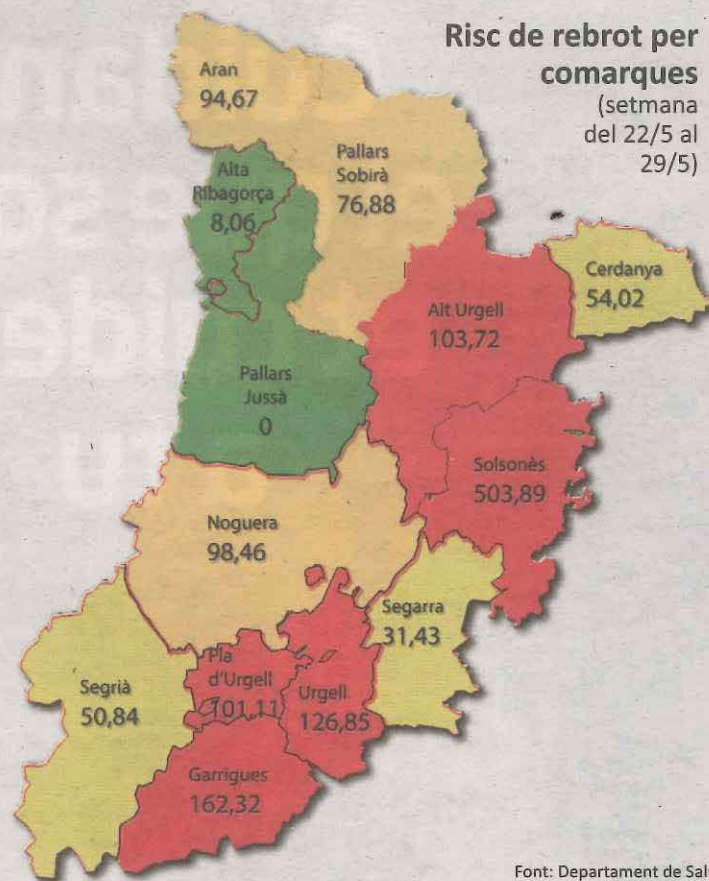 Risc de rebrot per
comarques
(setmana
del 22/5 al
29/5)
Aran
94,67
Pallars
Sobirà
76,88
Alta
Ribagorça
8,06
Cerdanya
54,02
Alt Urgell
103,72
Pallars
Jussà
0
Solsonès
503,89
Noguera
98,46
Segarra
31,43
Pla
d'Urgell
101,11
Urgell
126,85
Segrià
50,84
Garrigues
162,32
Font: Departament de Sal